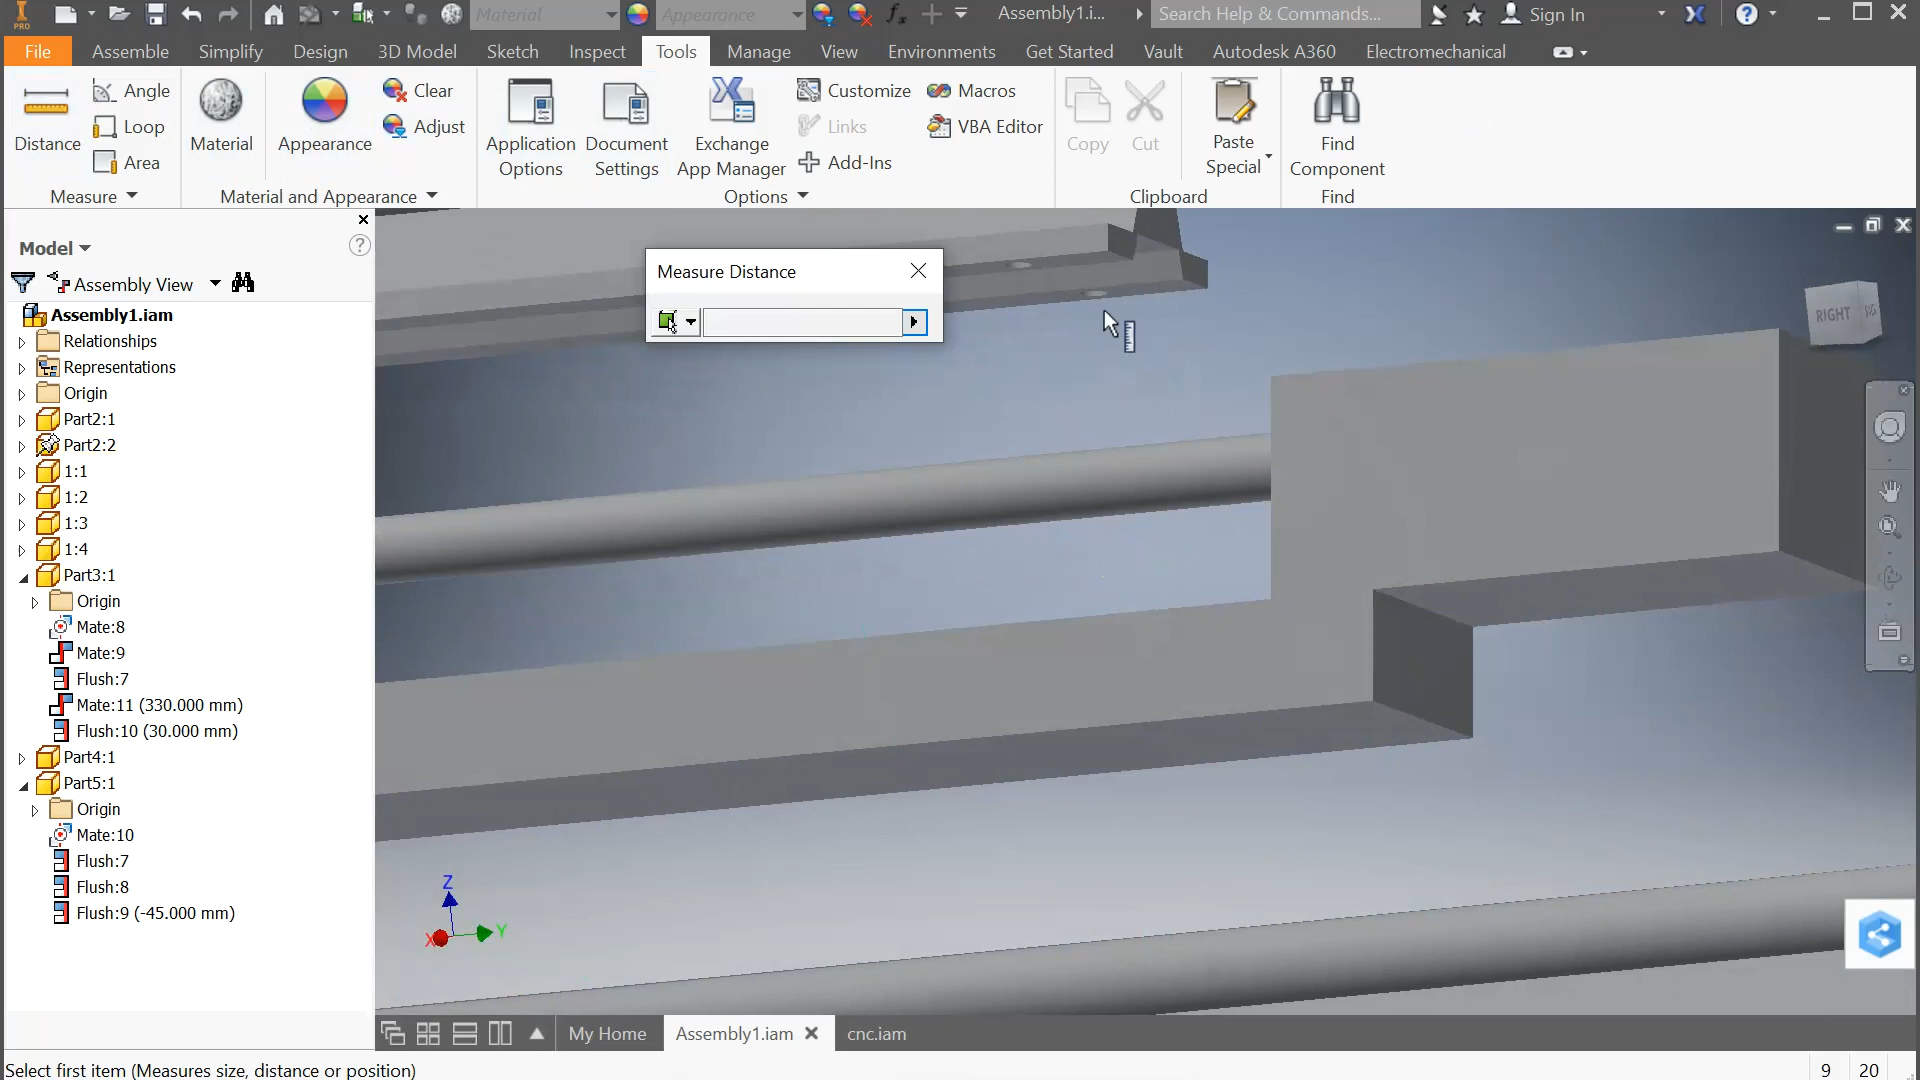 PRO Material Appearance Assembly1.i... Search Help & Commands... Sign In
File Assemble Simplify Design 3D Model Sketch Inspect Tools Manage View Environments Get Started Vault Autodesk A360 Electromechanical
Distance Angle Loop Area
Material Appearance Clear Adjust
Application Options Document Settings Exchange App Manager Customize Links Add-Ins Macros VBA Editor
Copy Cut Paste Special Find Component
Measure Material and Appearance Options Clipboard Find
Model
Assembly View
Assembly1.iam
Relationships
Representations
Origin
Part2:1
Part2:2
1:1
1:2
1:3
1:4
Part3:1
Origin
Mate:8
Mate:9
Flush:7
Mate:11 (330.000 mm)
Flush:10 (30.000 mm)
Part4:1
Part5:1
Origin
Mate:10
Flush:7
Flush:8
Flush:9 (-45.000 mm)
Measure Distance
RIGHT
Z
X
Y
My Home Assembly1.iam cnc.iam
Select first item (Measures size, distance or position) 9 20